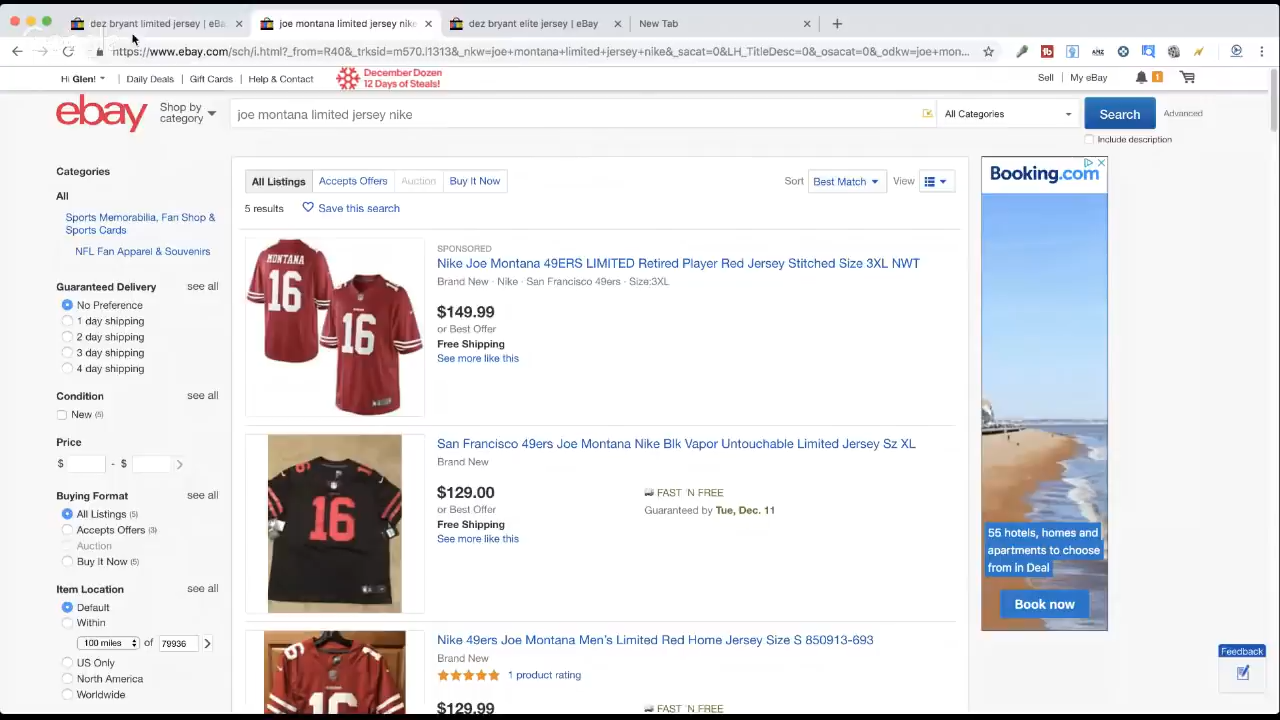 dez bryant limited jersey | eBa
joe montana limited jersey nike
dez bryant elite jersey | eBay
New Tab
https://www.ebay.com/sch/i.html?_from=R40&_trksid=m570.l1313&_nkw=joe+montana+limited+jersey+nike&_sacat=0&LH_TitleDesc=0&_osacat=0&_odkw=joe+mon...
Hi Glen!
Daily Deals
Gift Cards
Help & Contact
December Dozen
12 Days of Steals!
Sell
My eBay
1
ebay
Shop by
category
joe montana limited jersey nike
All Categories
Search
Advanced
Include description
Categories
All
Sports Memorabilia, Fan Shop &
Sports Cards
NFL Fan Apparel & Souvenirs
Guaranteed Delivery
see all
No Preference
1 day shipping
2 day shipping
3 day shipping
4 day shipping
Condition
see all
New (5)
Price
$
- $
Buying Format
see all
All Listings (5)
Accepts Offers (3)
Auction
Buy It Now (5)
Item Location
see all
Default
Within
100 miles
of
79936
US Only
North America
Worldwide
All Listings
Accepts Offers
Auction
Buy It Now
Sort
Best Match
View
5 results
Save this search
MONTANA
16
16
SPONSORED
Nike Joe Montana 49ERS LIMITED Retired Player Red Jersey Stitched Size 3XL NWT
Brand New · Nike · San Francisco 49ers · Size:3XL
$149.99
or Best Offer
Free Shipping
See more like this
16
San Francisco 49ers Joe Montana Nike Blk Vapor Untouchable Limited Jersey Sz XL
Brand New
$129.00
or Best Offer
Free Shipping
See more like this
FAST 'N FREE
Guaranteed by Tue, Dec. 11
16
Nike 49ers Joe Montana Men's Limited Red Home Jersey Size S 850913-693
Brand New
1 product rating
$129.99
FAST 'N FREE
Booking.com
55 hotels, homes and
apartments to choose
from in Deal
Book now
Feedback